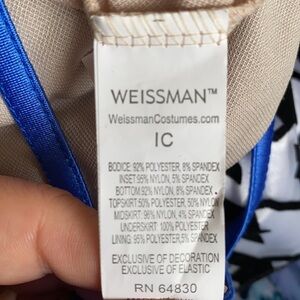 WEISSMAN™
WeissmanCostumes.com
IC
BODICE: 92% POLYESTER, 8% SPANDEX
INSET: 95% NYLON, 5% SPANDEX
BOTTOM: 92% NYLON, 8% SPANDEX
TOPSKIRT: 50% POLYESTER, 50% NYLON
MIDSKIRT: 96% NYLON, 4% SPANDEX
UNDERSKIRT: 100% POLYESTER
LINING: 95% POLYESTER, 5% SPANDEX
EXCLUSIVE OF DECORATION
EXCLUSIVE OF ELASTIC
RN 64830